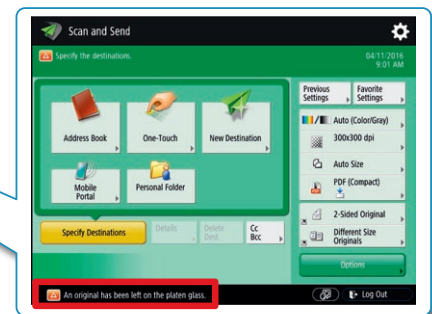 Scan and Send
Specify the destinations.
04/11/2016
9:01 AM
Previous Settings
Favorite Settings
Address Book
One-Touch
New Destination
Mobile Portal
Personal Folder
Auto (Color/Gray)
300x300 dpi
Auto Size
PDF (Compact)
2-Sided Original
Different Size Originals
Specify Destinations
Details
Delete Dest.
Cc
Bcc
Options
An original has been left on the platen glass.
Log Out